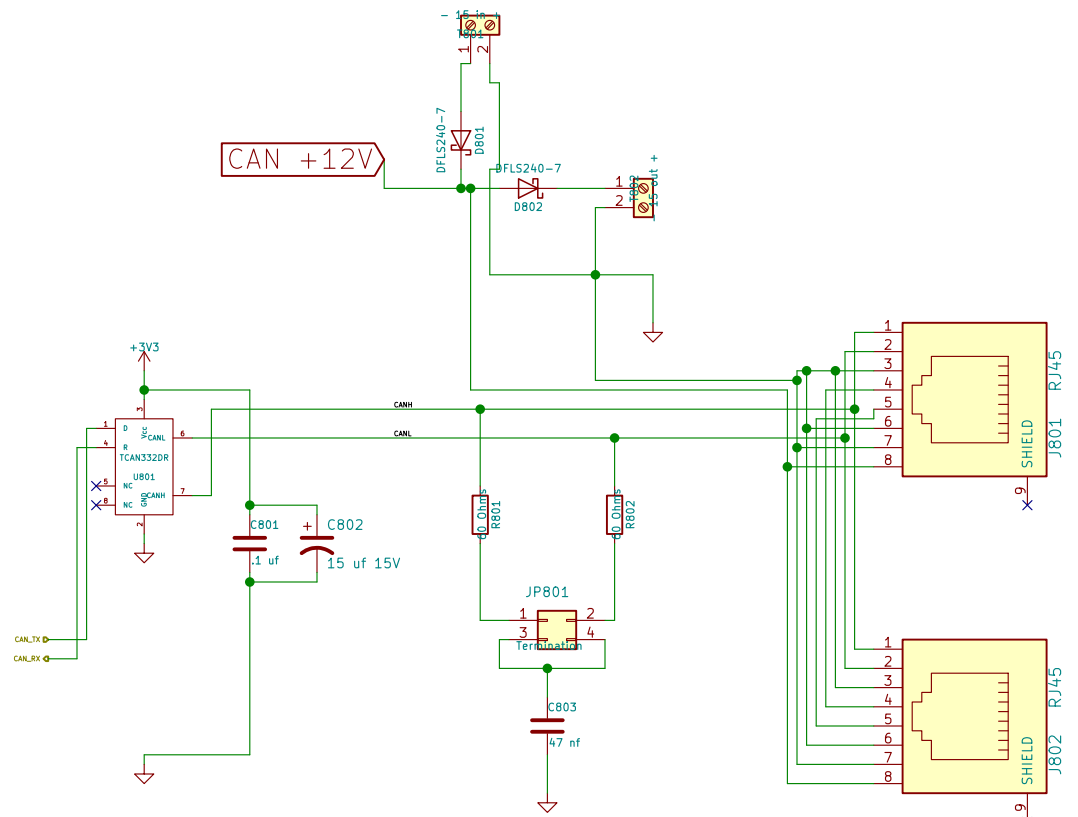 - 15 in +
T801
1
2
DFLS240-7
D801
CAN +12V
DFLS240-7
D802
1
2
15 out +
-
+3V3
3
Vcc
1
D
4
R
CANL
6
TCAN332DR
U801
5
NC
8
NC
CANH
7
GND
2
CANH
CANL
C801
.1 uf
+
C802
15 uf 15V
60 Ohms
R801
60 Ohms
R802
JP801
1
2
3
4
Termination
C803
47 nf
CAN_TX
CAN_RX
1
2
3
4
5
6
7
8
SHIELD
9
RJ45
J801
1
2
3
4
5
6
7
8
SHIELD
9
RJ45
J802